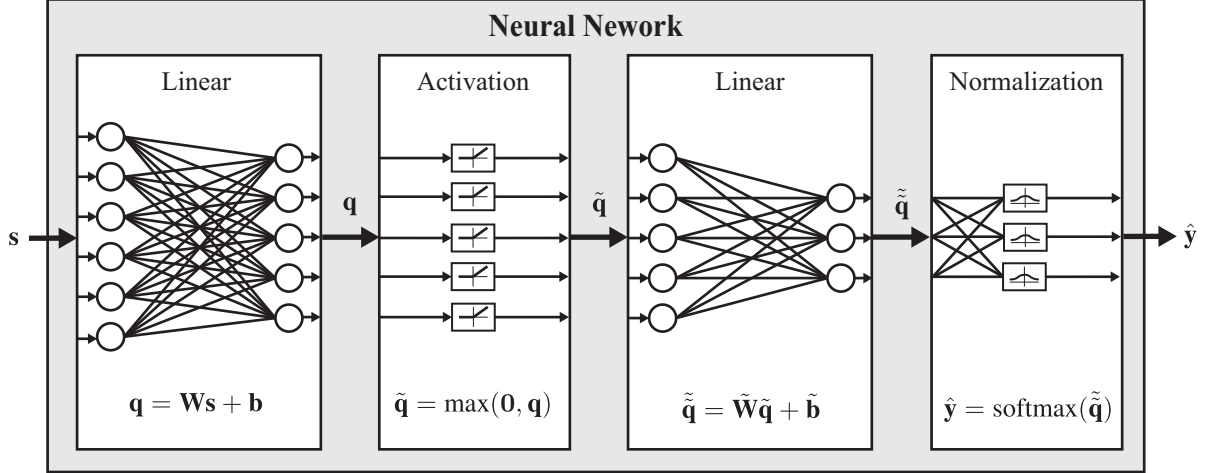 Neural Nework
Linear
Activation
Linear
Normalization
s
q
q̃
q̃̃
ŷ
q = Ws + b
q̃ = max(0, q)
q̃̃ = W̃q̃ + b̃
ŷ = softmax(q̃̃)